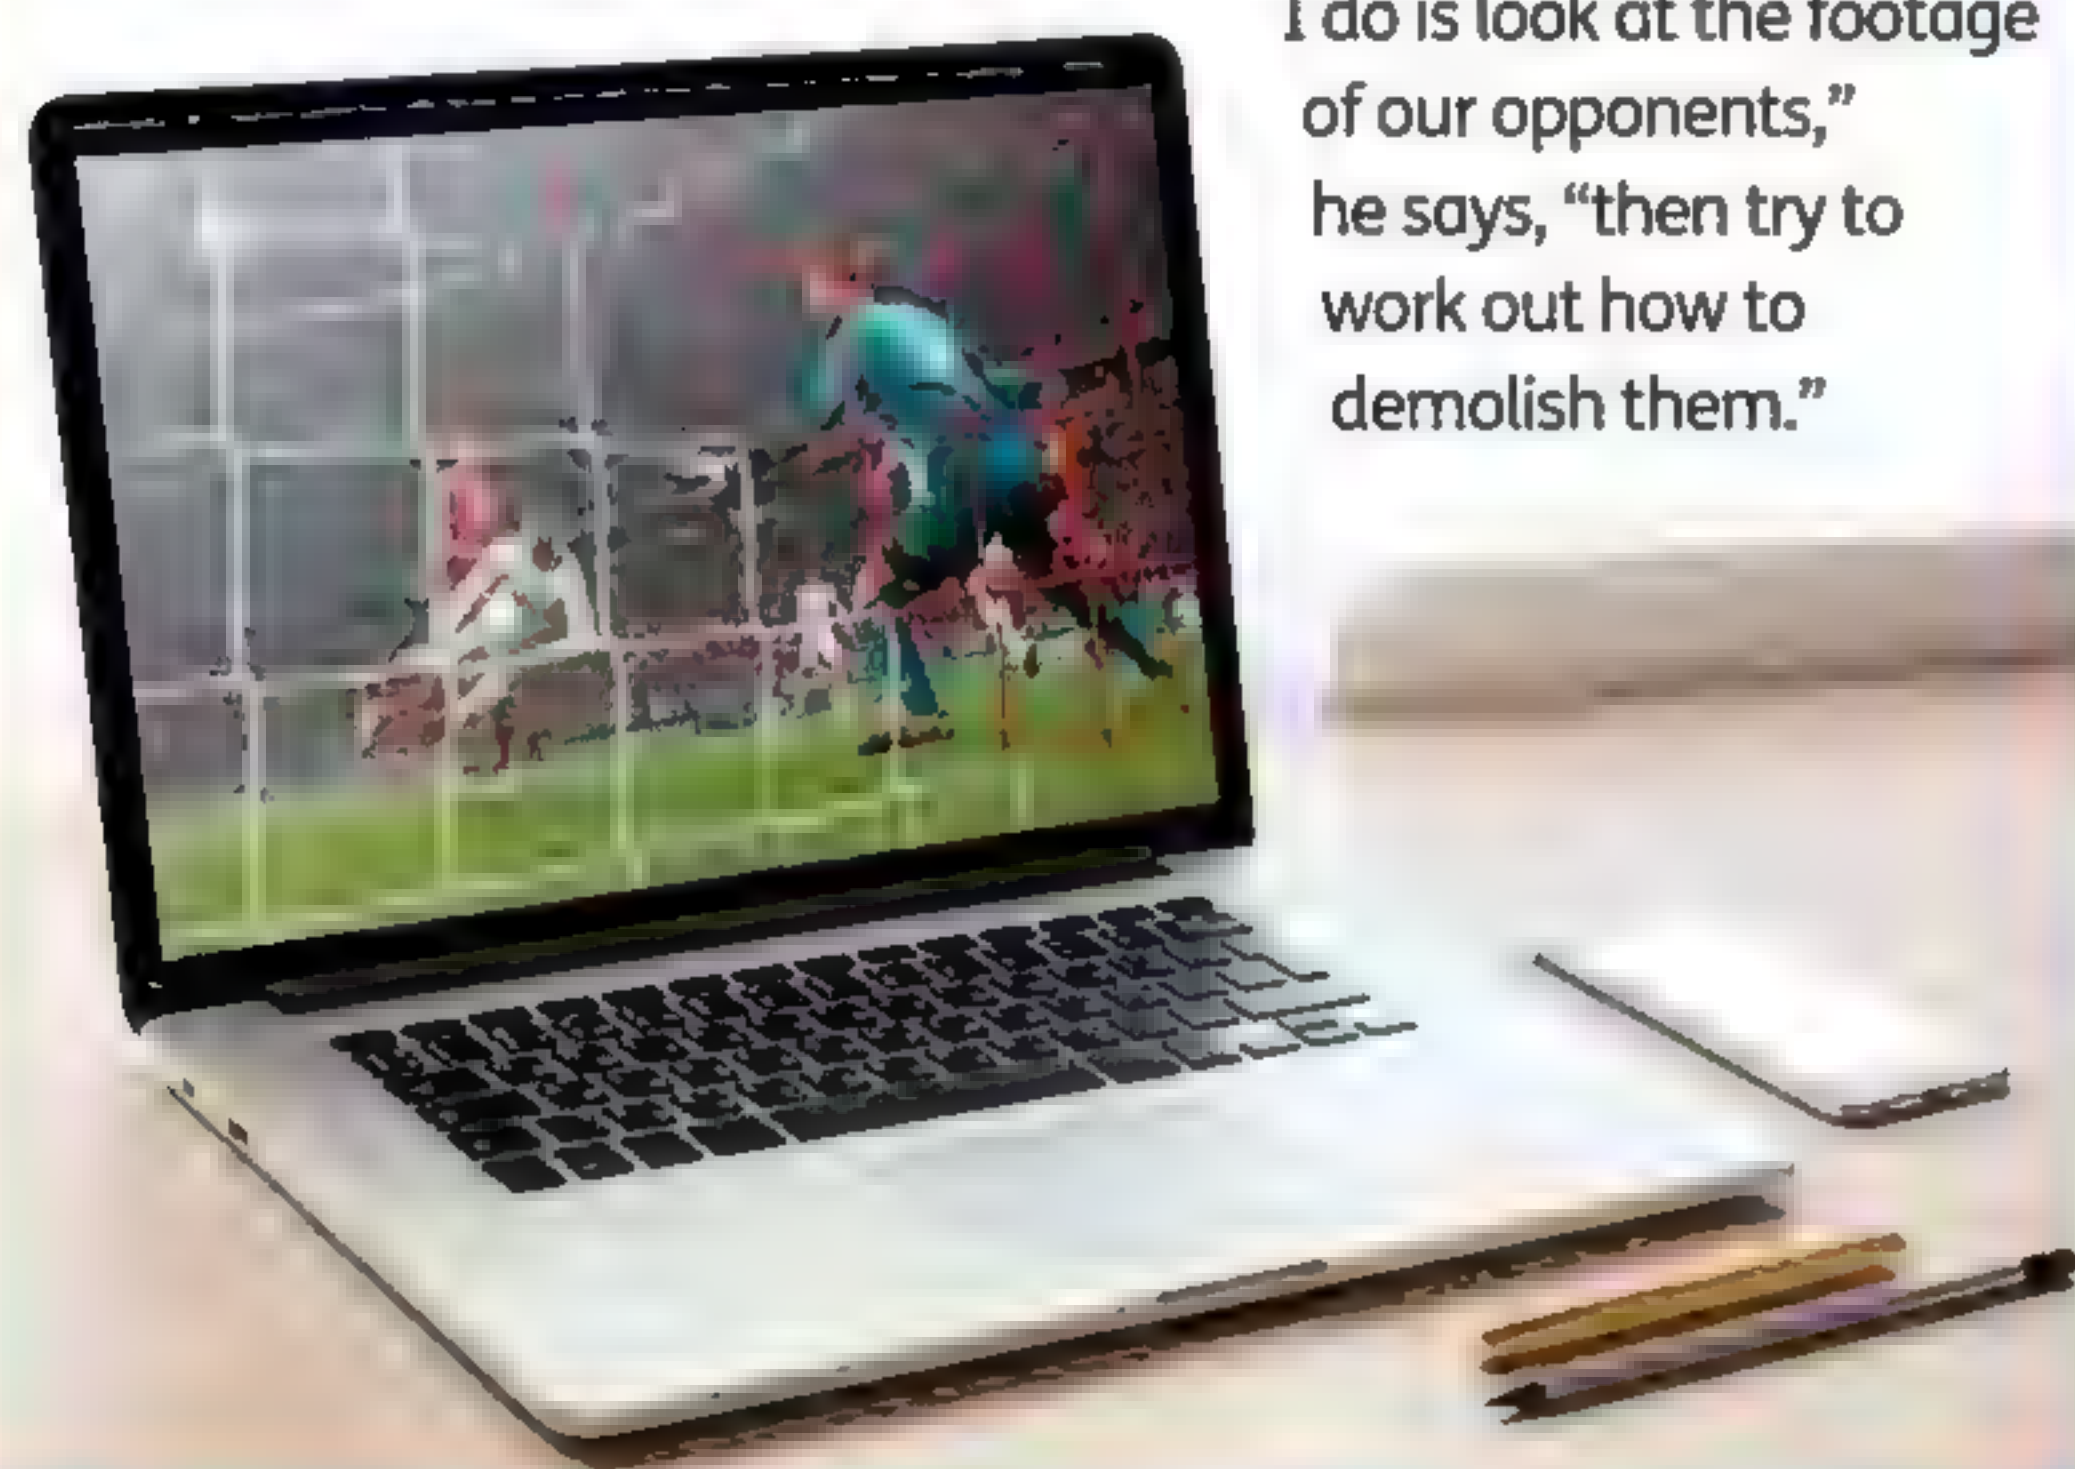 I do is look at the footage
of our opponents,”
he says, “then try to
work out how to
demolish them.”